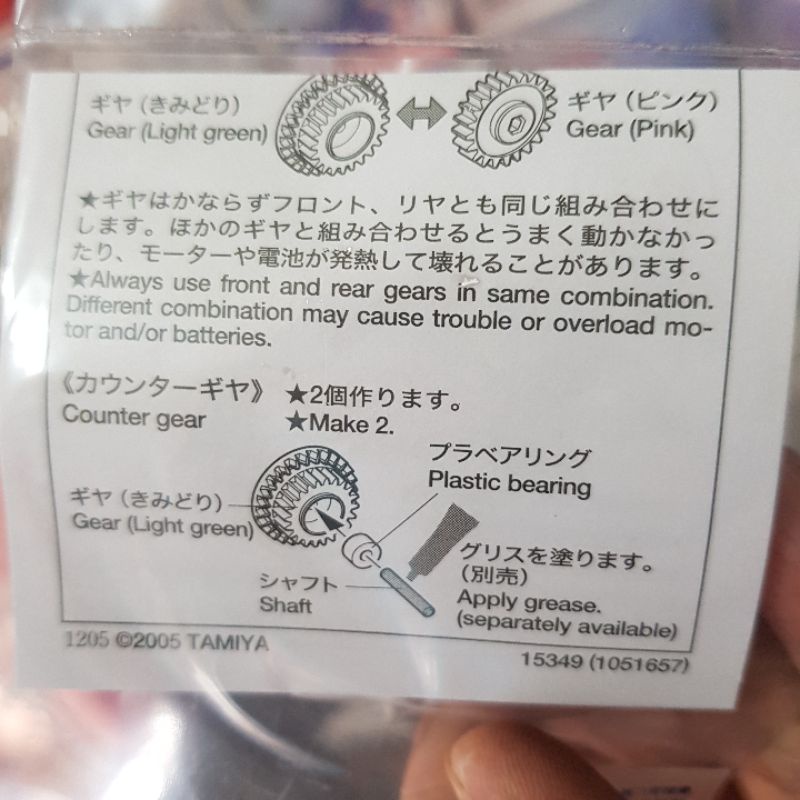 ギヤ（きみどり）
Gear (Light green)
ギヤ（ピンク）
Gear (Pink)
★ギヤはかならずフロント、リヤとも同じ組み合わせに
します。ほかのギヤと組み合わせるとうまく動かなかっ
たり、モーターや電池が発熱して壊れることがあります。
★Always use front and rear gears in same combination.
Different combination may cause trouble or overload mo-
tor and/or batteries.
《カウンターギヤ》
Counter gear
★2個作ります。
★Make 2.
プラベアリング
Plastic bearing
ギヤ（きみどり）
Gear (Light green)
グリスを塗ります。
（別売）
Apply grease.
(separately available)
シャフト
Shaft
1205 ©2005 TAMIYA
15349 (1051657)